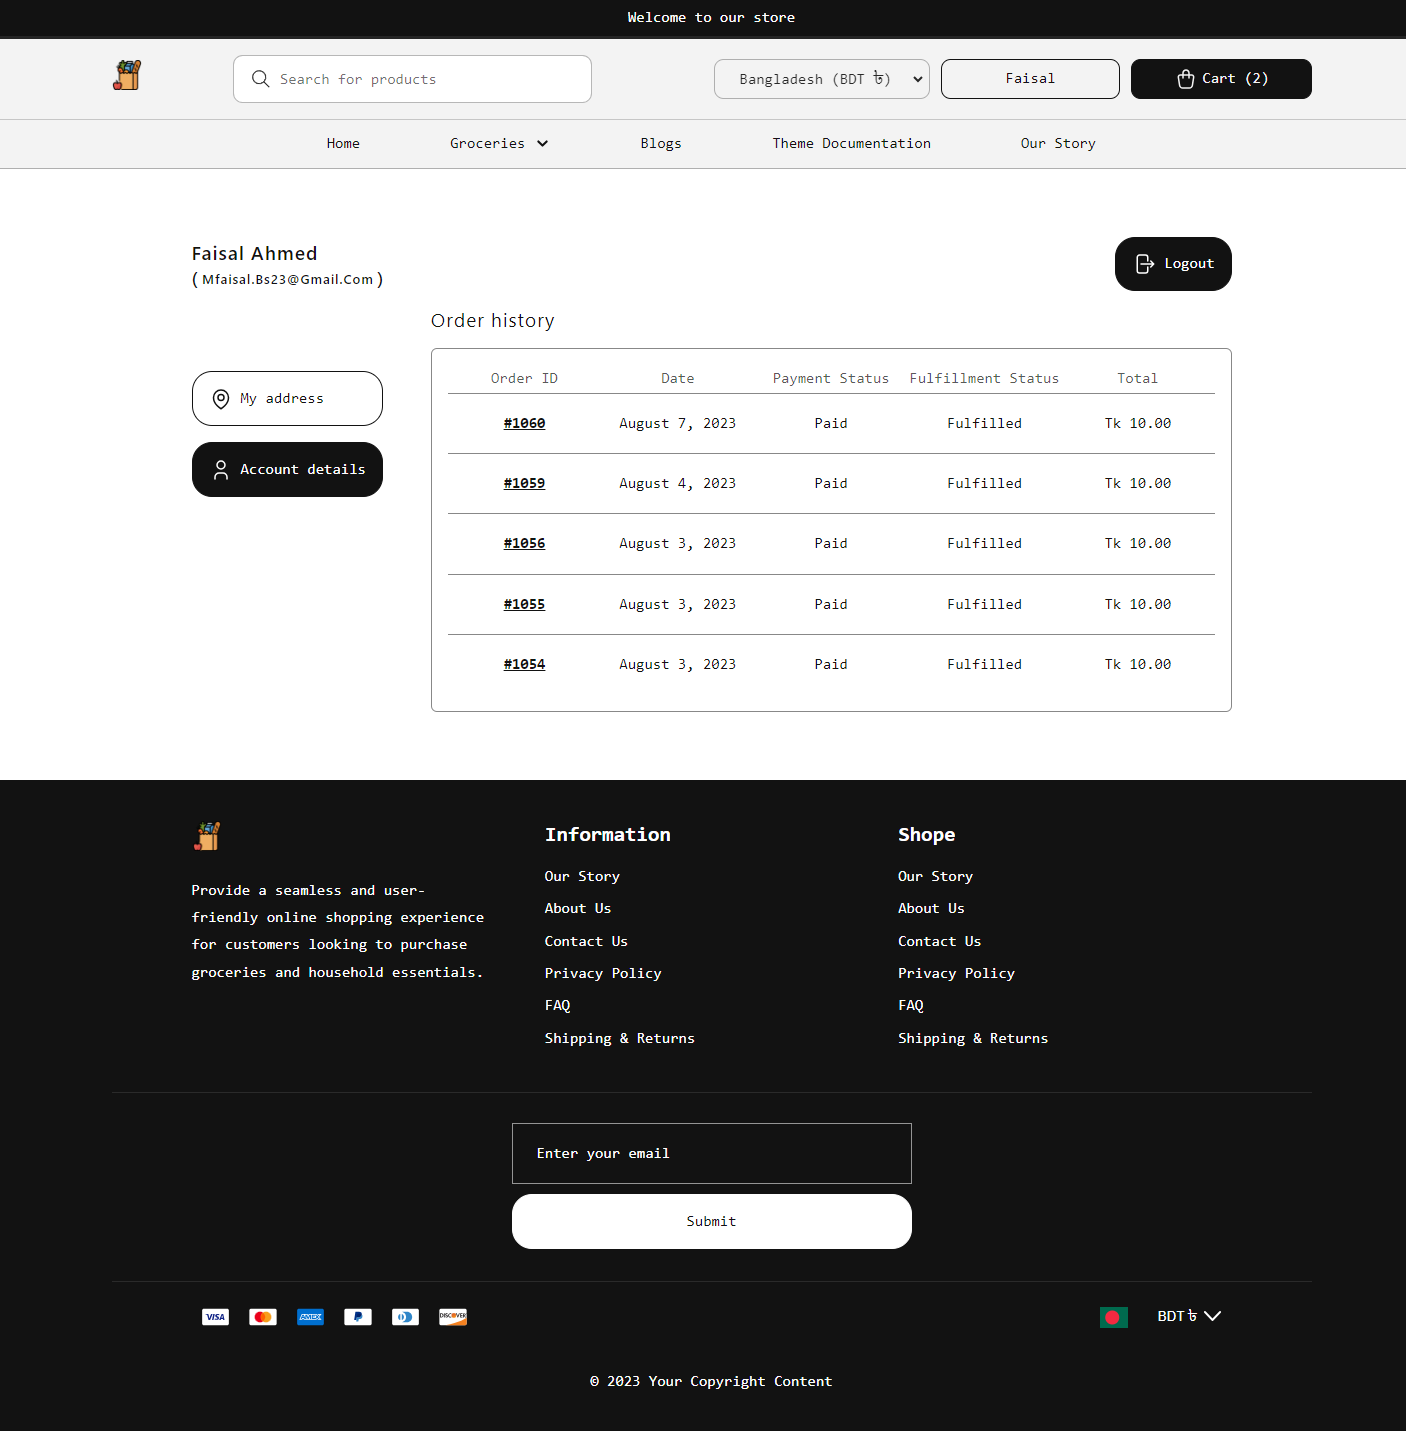 Welcome to our store
Search for products
Bangladesh (BDT ৳)
Faisal
Cart (2)
Home
Groceries
Blogs
Theme Documentation
Our Story
Faisal Ahmed
( Mfaisal.Bs23@Gmail.Com )
Logout
Order history
My address
Account details
Order ID Date Payment Status Fulfillment Status Total
#1060 August 7, 2023 Paid Fulfilled Tk 10.00
#1059 August 4, 2023 Paid Fulfilled Tk 10.00
#1056 August 3, 2023 Paid Fulfilled Tk 10.00
#1055 August 3, 2023 Paid Fulfilled Tk 10.00
#1054 August 3, 2023 Paid Fulfilled Tk 10.00
Provide a seamless and user-
friendly online shopping experience
for customers looking to purchase
groceries and household essentials.
Information
Our Story
About Us
Contact Us
Privacy Policy
FAQ
Shipping & Returns
Shope
Our Story
About Us
Contact Us
Privacy Policy
FAQ
Shipping & Returns
Enter your email
Submit
VISA
AMEX
DISCOVER
BDT ৳
© 2023 Your Copyright Content